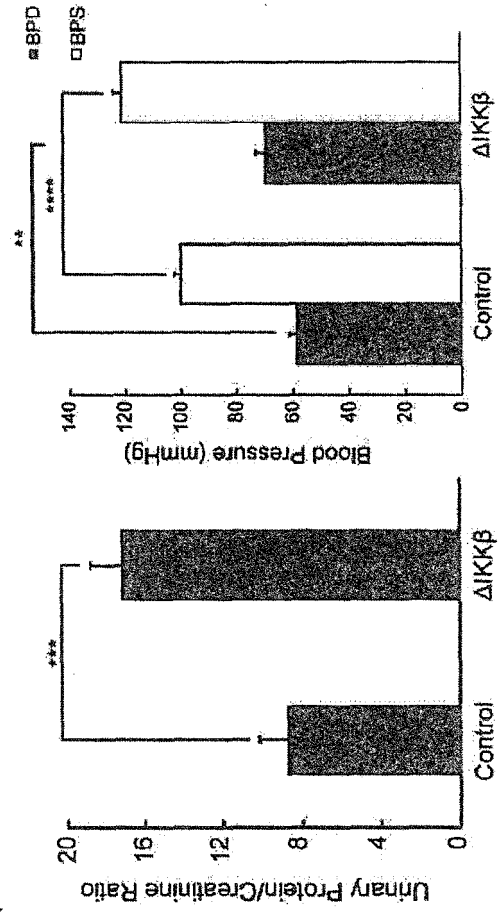 Urinary Protein/Creatinine Ratio
20
16
12
8
4
0
***
Control
ΔIKKβ
Blood Pressure (mmHg)
140
120
100
80
60
40
20
0
**
****
BPD
BPS
Control
ΔIKKβ